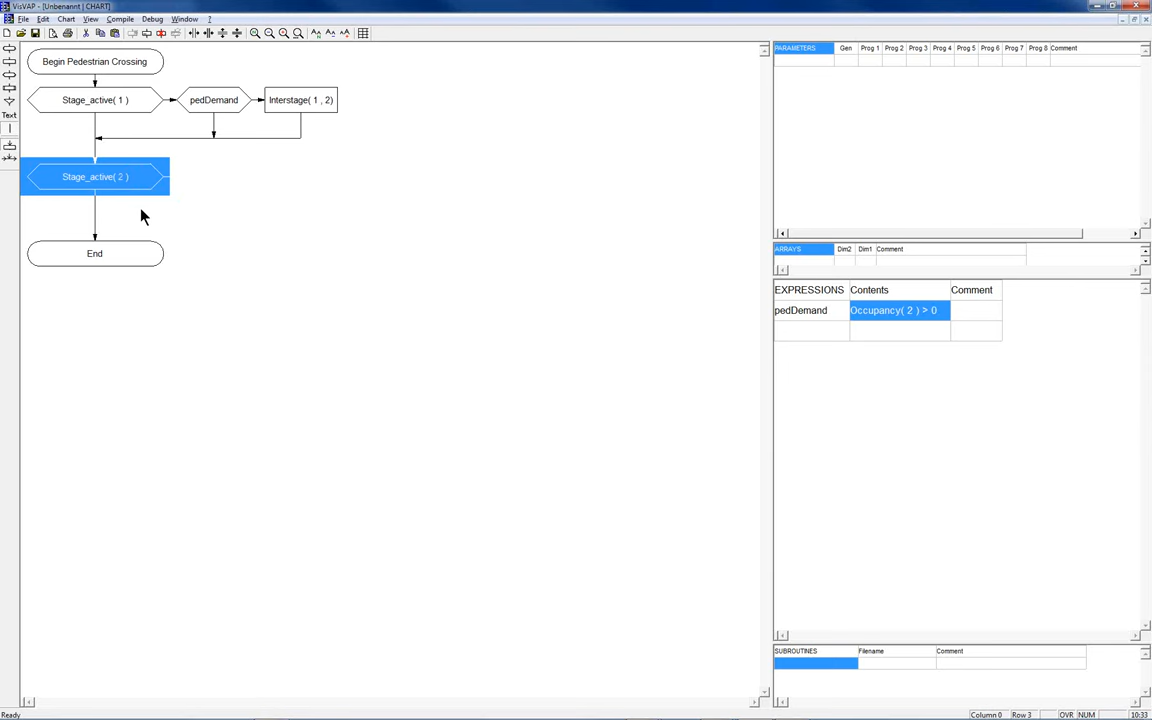 VisVAP - [Unbenannt | CHART]
File Edit Chart View Compile Debug Window ?
Text
Begin Pedestrian Crossing
Stage_active( 1 )
pedDemand
Interstage( 1 , 2)
Stage_active( 2 )
End
PARAMETERS Gen Prog 1 Prog 2 Prog 3 Prog 4 Prog 5 Prog 6 Prog 7 Prog 8 Comment
ARRAYS Dim2 Dim1 Comment
EXPRESSIONS Contents Comment
pedDemand Occupancy( 2 ) > 0
SUBROUTINES Filename Comment
Ready Column 0 Row 3 OVR NUM 10:33